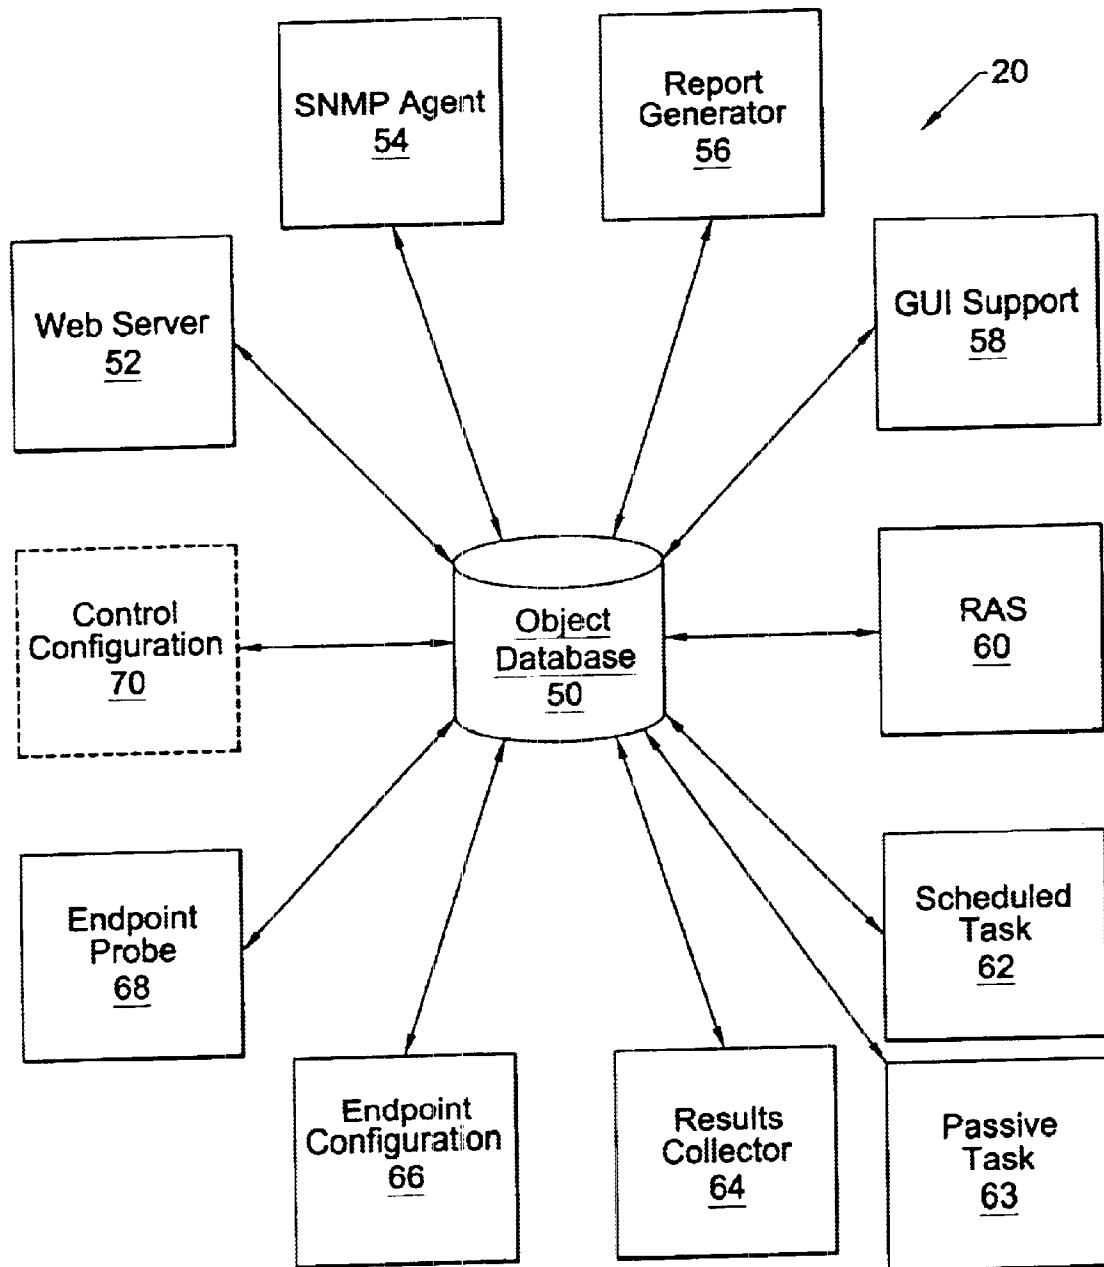 20
SNMP Agent
54
Report
Generator
56
Web Server
52
GUI Support
58
Control
Configuration
70
Object
Database
50
RAS
60
Endpoint
Probe
68
Scheduled
Task
62
Endpoint
Configuration
66
Results
Collector
64
Passive
Task
63